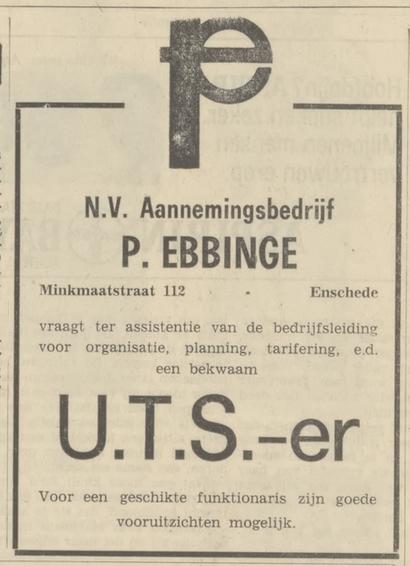 pe
N.V. Aannemingsbedrijf
P. EBBINGE
Minkmaatstraat 112 - Enschede
vraagt ter assistentie van de bedrijfsleiding
voor organisatie, planning, tarifering, e.d.
een bekwaam
U.T.S.-er
Voor een geschikte funktionaris zijn goede
vooruitzichten mogelijk.